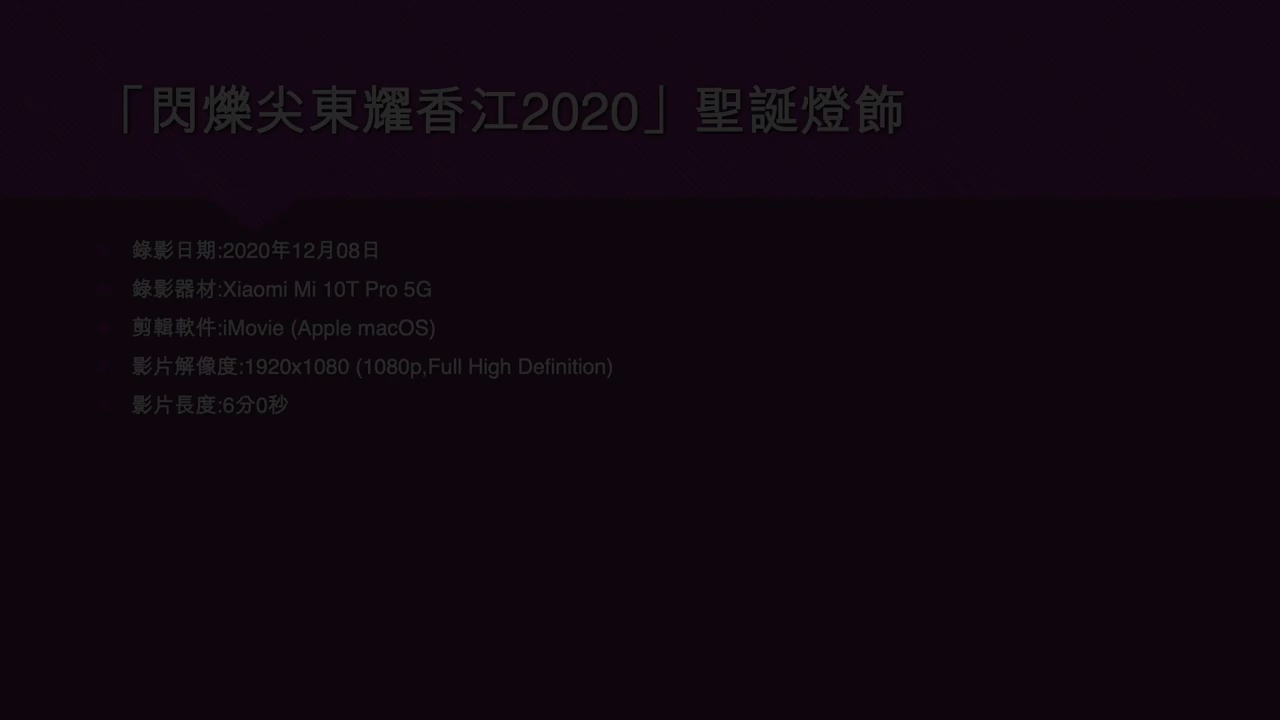 「閃爍尖東耀香江2020」聖誕燈飾
錄影日期:2020年12月08日
錄影器材:Xiaomi Mi 10T Pro 5G
剪輯軟件:iMovie (Apple macOS)
影片解像度:1920x1080 (1080p,Full High Definition)
影片長度:6分0秒